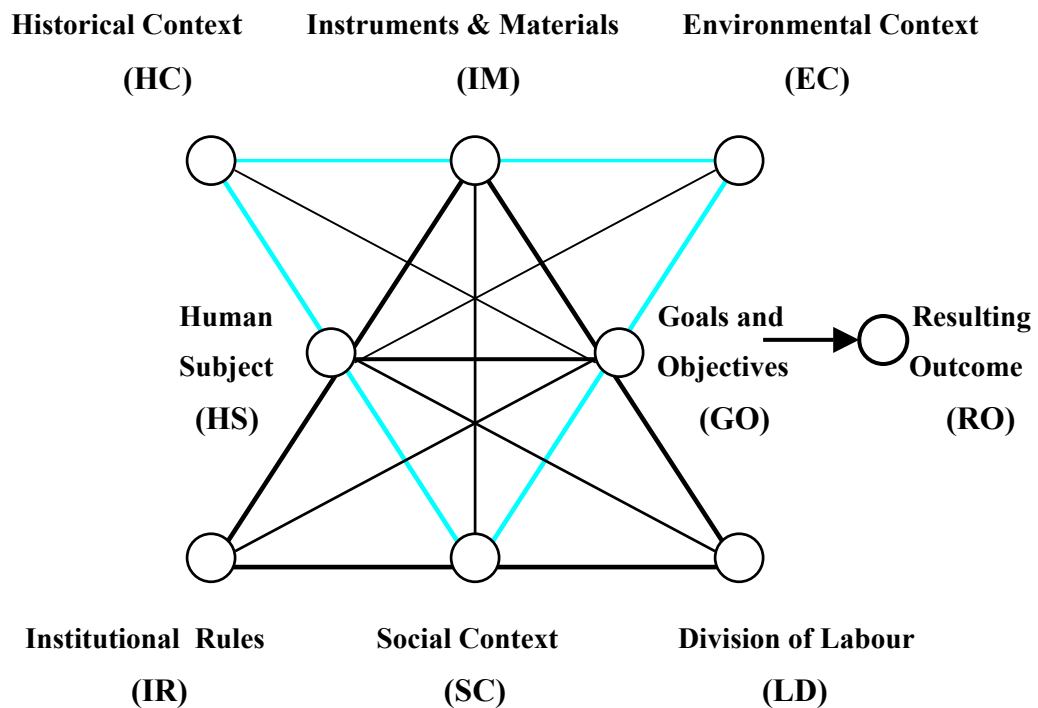 Historical Context
(HC)
Instruments & Materials
(IM)
Environmental Context
(EC)
Human
Subject
(HS)
Goals and
Objectives
(GO)
Resulting
Outcome
(RO)
Institutional Rules
(IR)
Social Context
(SC)
Division of Labour
(LD)